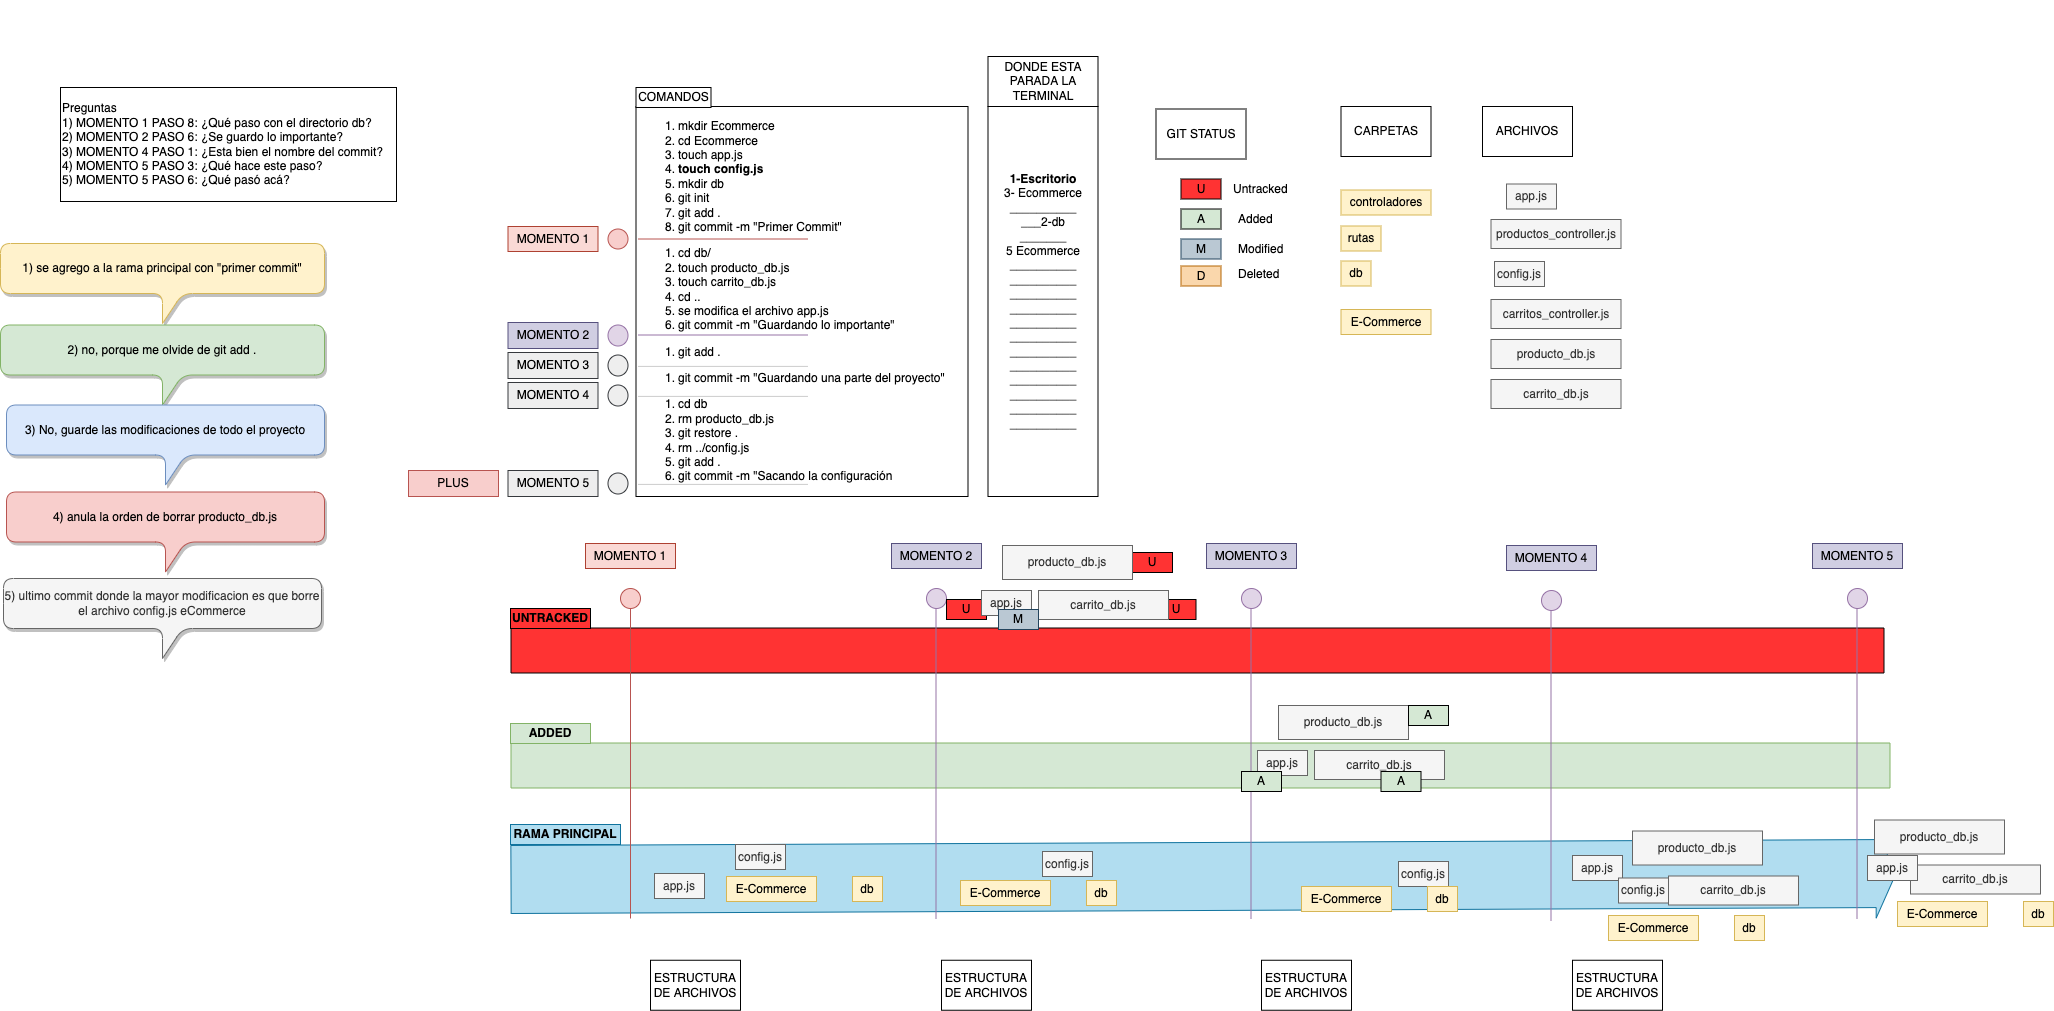 Preguntas
1) MOMENTO 1 PASO 8: ¿Qué paso con el directorio db?
2) MOMENTO 2 PASO 6: ¿Se guardo lo importante?
3) MOMENTO 4 PASO 1: ¿Esta bien el nombre del commit?
4) MOMENTO 5 PASO 3: ¿Qué hace este paso?
5) MOMENTO 5 PASO 6: ¿Qué pasó acá?
1) se agrego a la rama principal con "primer commit"
2) no, porque me olvide de git add .
3) No, guarde las modificaciones de todo el proyecto
4) anula la orden de borrar producto_db.js
5) ultimo commit donde la mayor modificacion es que borre
el archivo config.js eCommerce
COMANDOS
1. mkdir Ecommerce
2. cd Ecommerce
3. touch app.js
4. touch config.js
5. mkdir db
6. git init
7. git add .
8. git commit -m "Primer Commit"
MOMENTO 1
1. cd db/
2. touch producto_db.js
3. touch carrito_db.js
4. cd ..
5. se modifica el archivo app.js
6. git commit -m "Guardando lo importante"
MOMENTO 2
1. git add .
MOMENTO 3
1. git commit -m "Guardando una parte del proyecto"
MOMENTO 4
1. cd db
2. rm producto_db.js
3. git restore .
4. rm ../config.js
5. git add .
6. git commit -m "Sacando la configuración
PLUS
MOMENTO 5
DONDE ESTA
PARADA LA
TERMINAL
1-Escritorio
3- Ecommerce
__________
___2-db
_______
5 Ecommerce
__________
__________
__________
__________
__________
__________
__________
__________
__________
__________
__________
__________
GIT STATUS
U
Untracked
A
Added
M
Modified
D
Deleted
CARPETAS
controladores
rutas
db
E-Commerce
ARCHIVOS
app.js
productos_controller.js
config.js
carritos_controller.js
producto_db.js
carrito_db.js
MOMENTO 1
MOMENTO 2
producto_db.js
U
MOMENTO 3
MOMENTO 4
MOMENTO 5
UNTRACKED
U
app.js
M
carrito_db.js
U
ADDED
producto_db.js
A
app.js
A
carrito_db.js
A
RAMA PRINCIPAL
app.js
config.js
E-Commerce
db
config.js
E-Commerce
db
config.js
E-Commerce
db
producto_db.js
app.js
config.js
carrito_db.js
E-Commerce
db
producto_db.js
app.js
carrito_db.js
E-Commerce
db
ESTRUCTURA
DE ARCHIVOS
ESTRUCTURA
DE ARCHIVOS
ESTRUCTURA
DE ARCHIVOS
ESTRUCTURA
DE ARCHIVOS